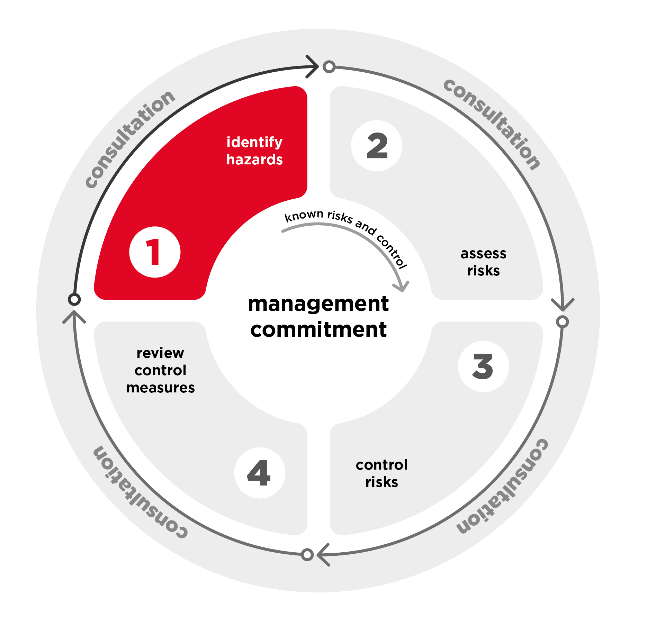 consultation
consultation
identify
hazards
1
2
assess
risks
known risks and control
management
commitment
review
control
measures
3
4
control
risks
consultation
consultation